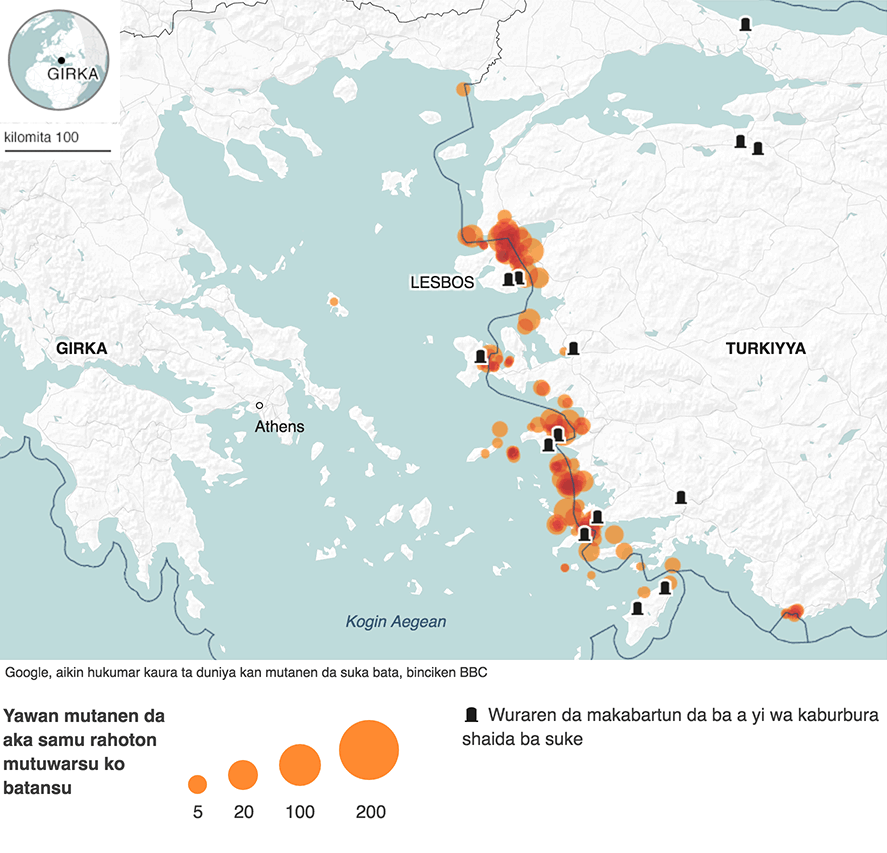 GIRKA
kilomita 100
LESBOS
GIRKA
TURKIYYA
Athens
Kogin Aegean
Google, aikin hukumar kaura ta duniya kan mutanen da suka bata, binciken BBC
Yawan mutanen da
aka samu rahoton
mutuwarsu ko
batansu
5 20 100 200
Wuraren da makabartun da ba a yi wa kaburbura
shaida ba suke